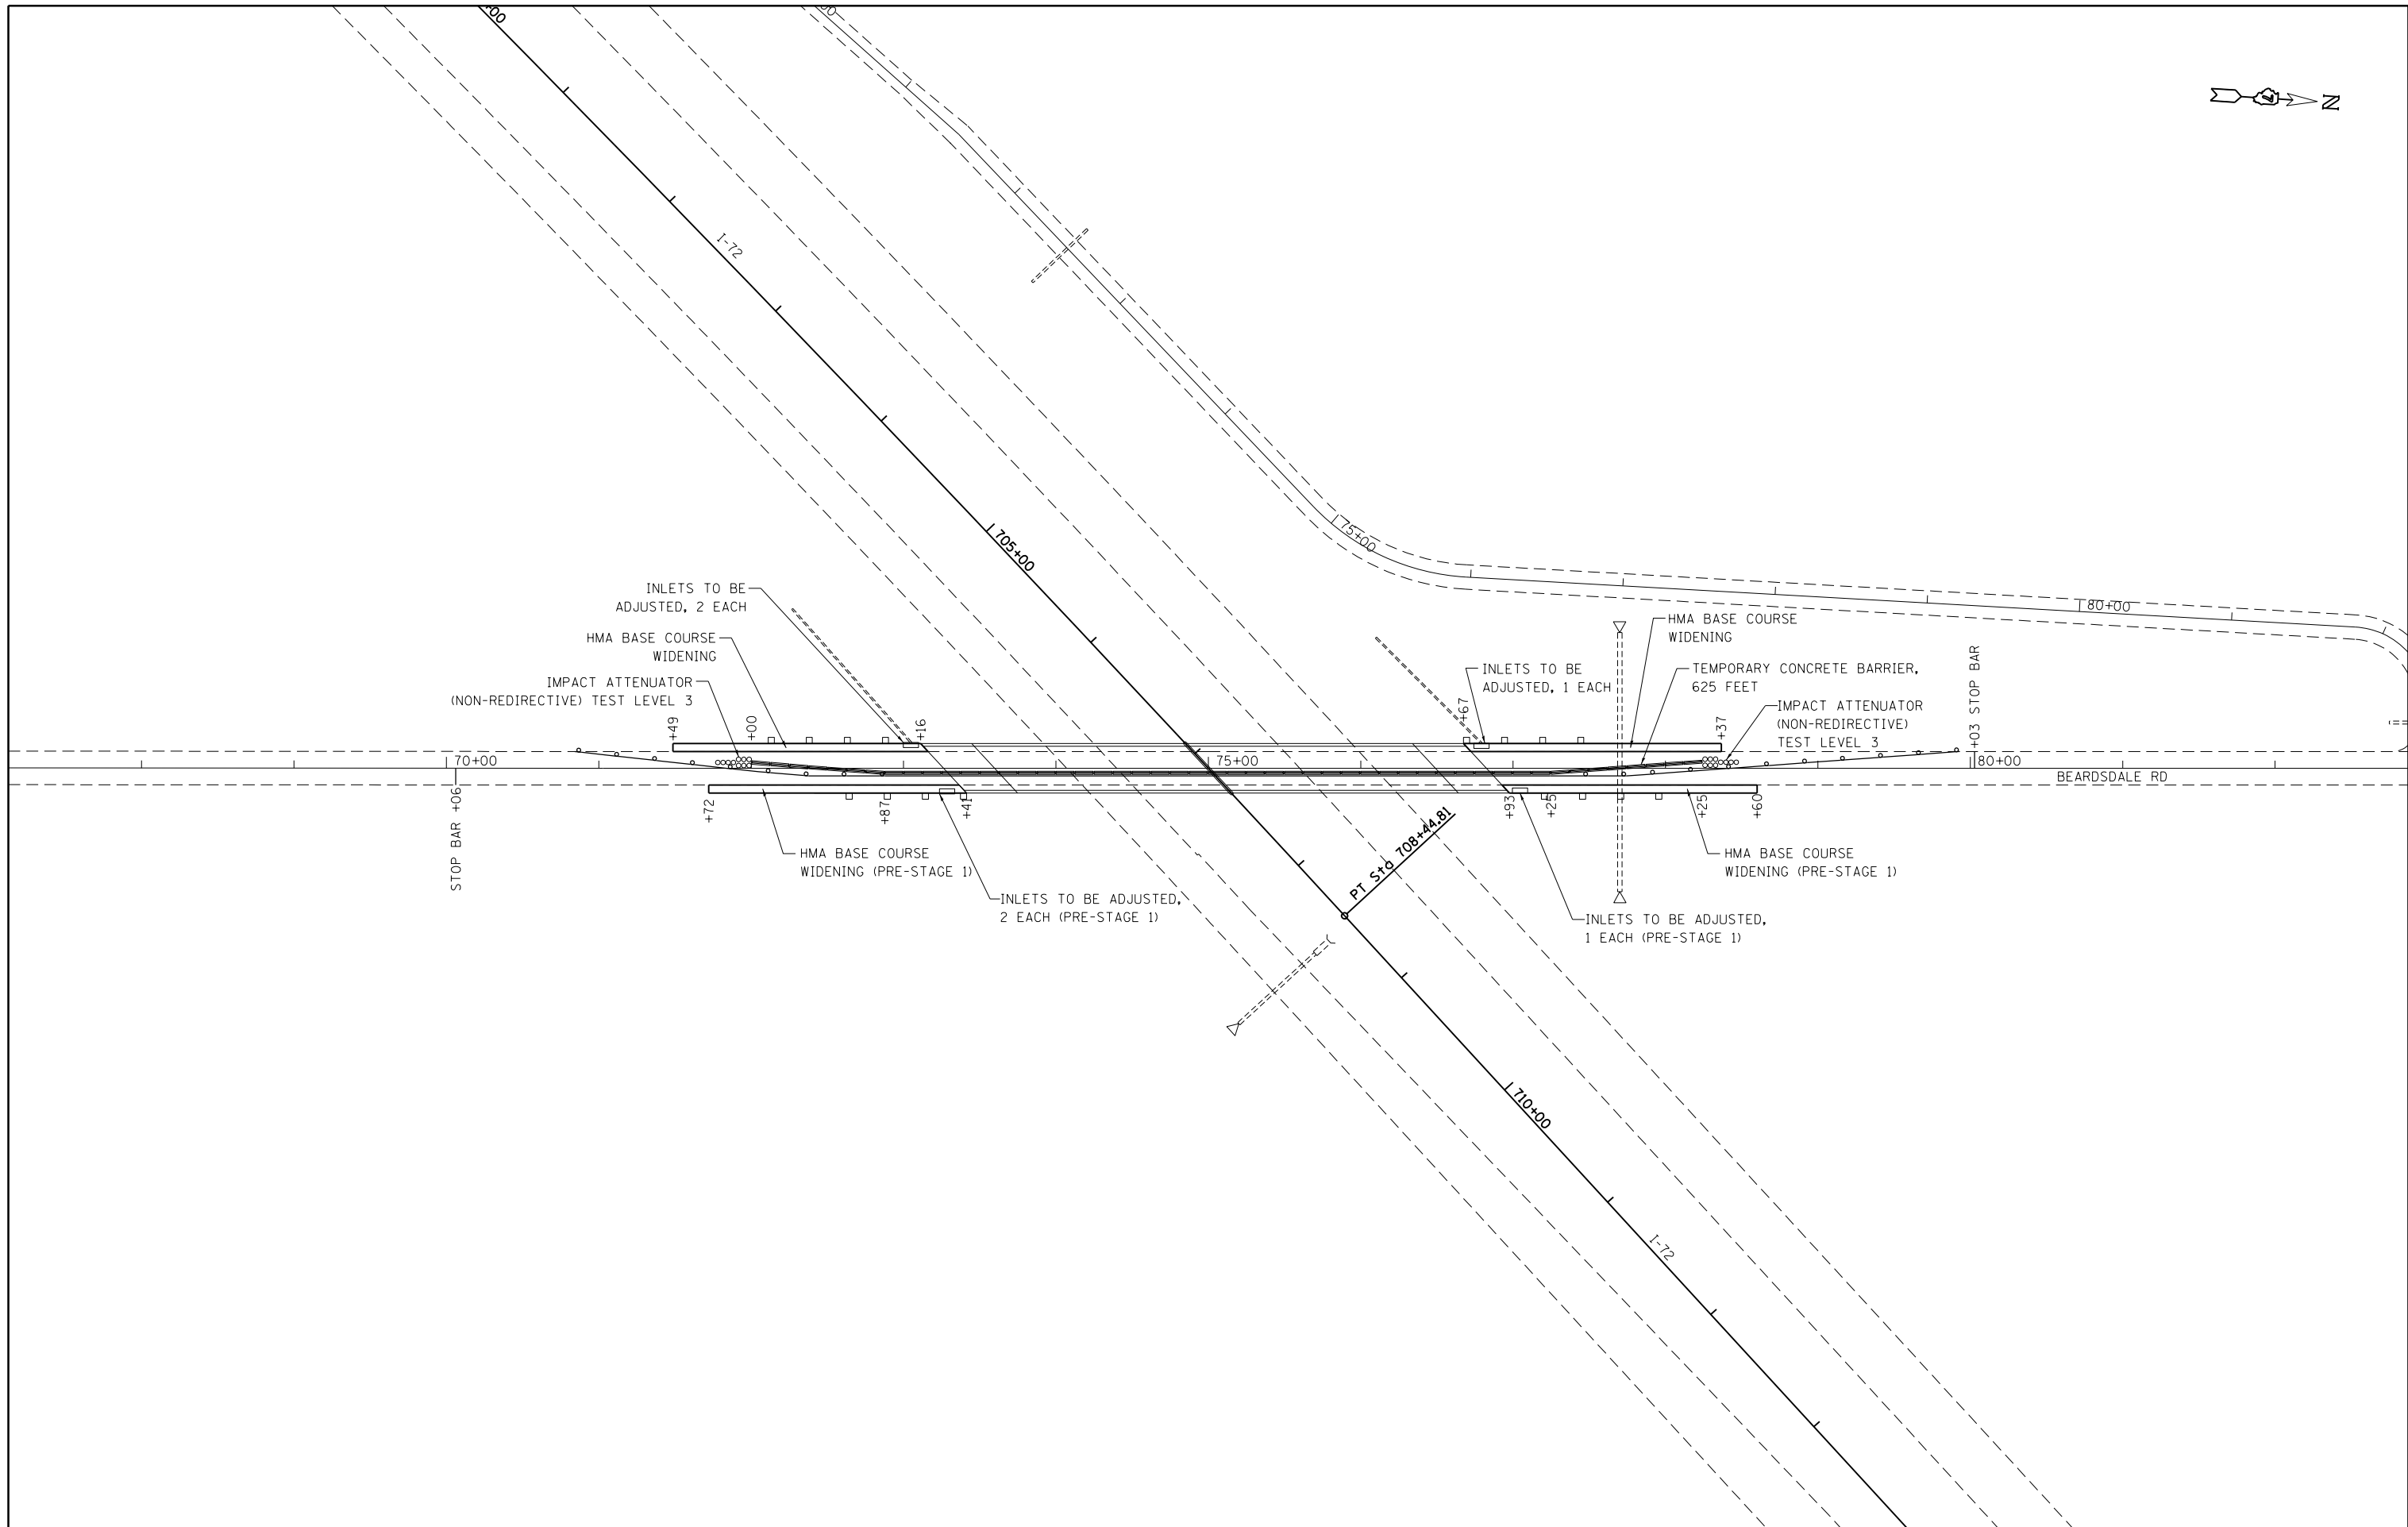 +00
00
N
I-72
705+00
75+00
80+00
INLETS TO BE
ADJUSTED, 2 EACH
HMA BASE COURSE
WIDENING
IMPACT ATTENUATOR
(NON-REDIRECTIVE) TEST LEVEL 3
HMA BASE COURSE
WIDENING
INLETS TO BE
ADJUSTED, 1 EACH
TEMPORARY CONCRETE BARRIER,
625 FEET
IMPACT ATTENUATOR
(NON-REDIRECTIVE)
TEST LEVEL 3
+03 STOP BAR
+49
+00
+16
+67
+37
70+00
75+00
80+00
BEARDSDALE RD
STOP BAR +06
+72
+87
+41
+93
+25
+25
+60
HMA BASE COURSE
WIDENING (PRE-STAGE 1)
INLETS TO BE ADJUSTED,
2 EACH (PRE-STAGE 1)
PT Sta 708+44.81
HMA BASE COURSE
WIDENING (PRE-STAGE 1)
INLETS TO BE ADJUSTED,
1 EACH (PRE-STAGE 1)
710+00
I-72